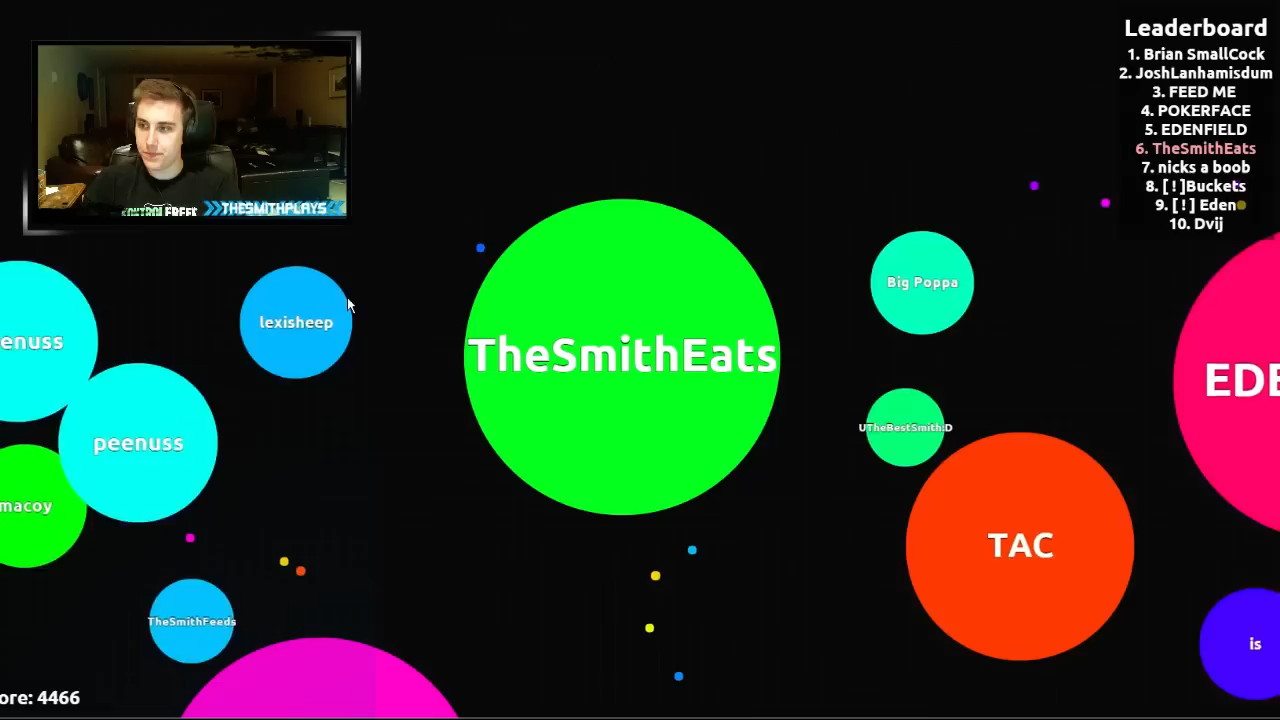 Leaderboard
1. Brian SmallCock
2. JoshLanhamisdum
3. FEED ME
4. POKERFACE
5. EDENFIELD
6. TheSmithEats
7. nicks a boob
8. [ ! ]Buckets
9. [ ! ] Eden
10. Dvij
THESMITHPLAYS
Big Poppa
enuss
lexisheep
TheSmithEats
EDE
UTheBestSmith:D
peenuss
macoy
TAC
TheSmithFeeds
is
ore: 4466